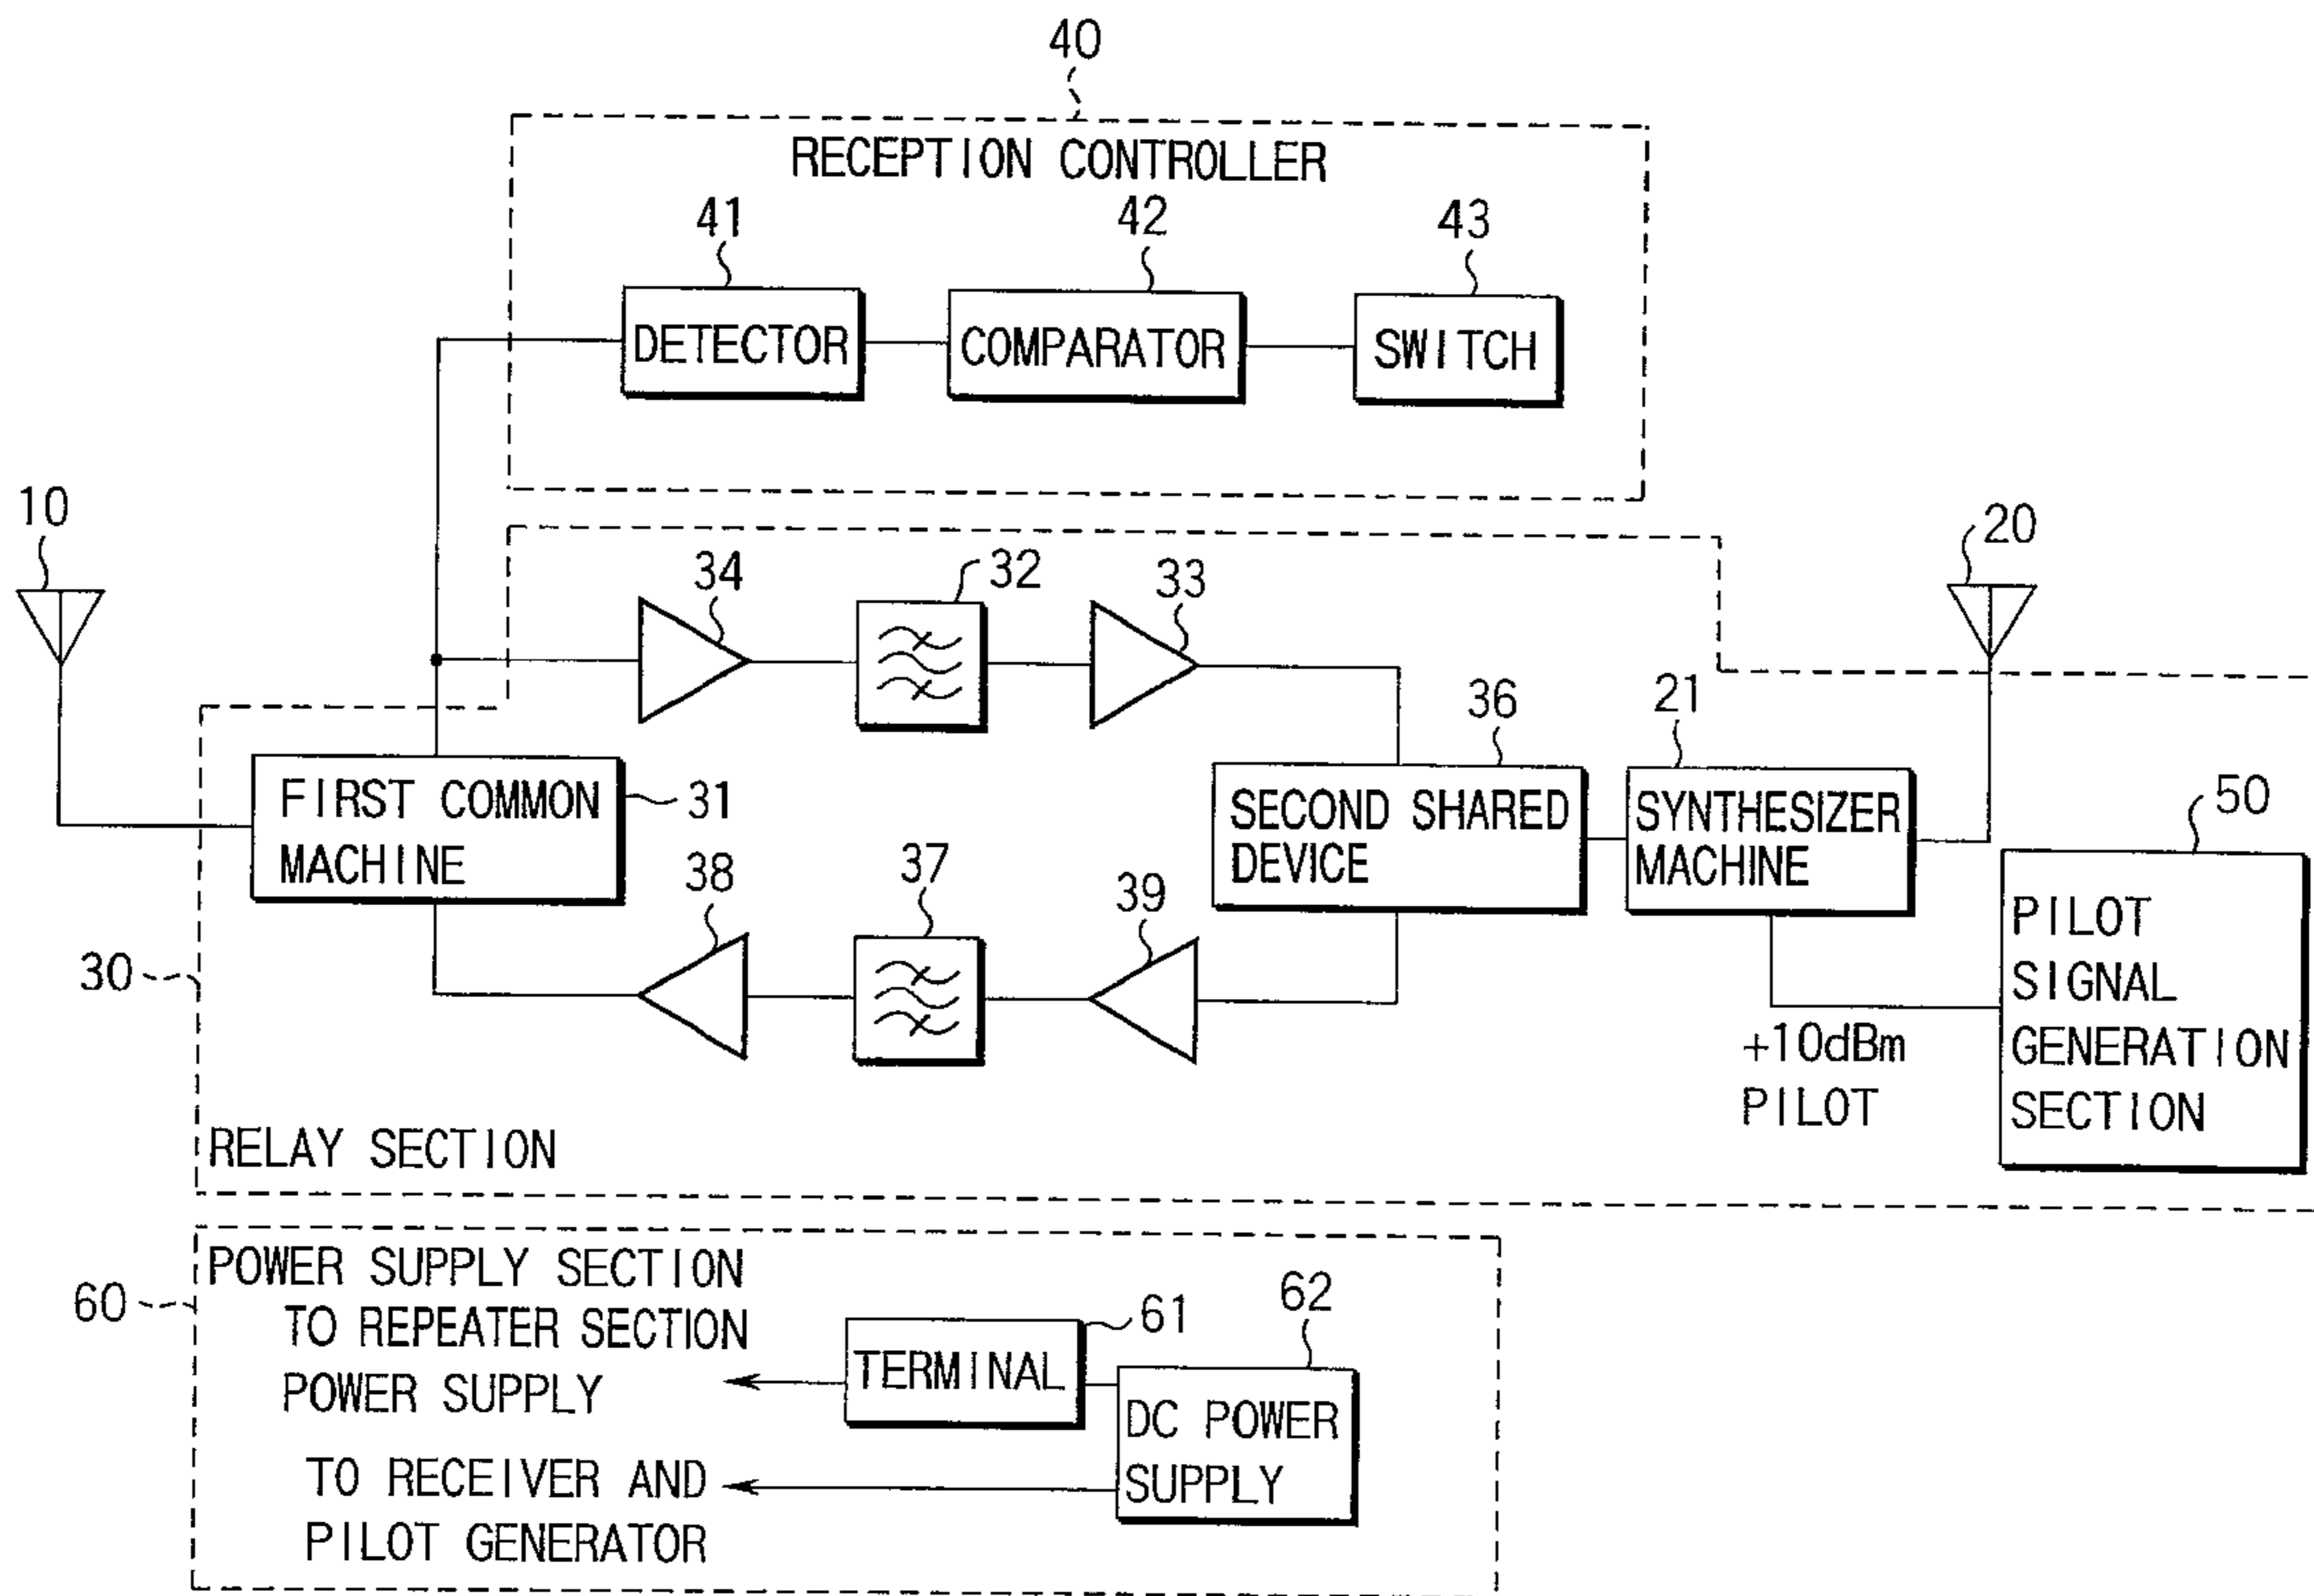 40
RECEPTION CONTROLLER
41
42
43
DETECTOR
COMPARATOR
SWITCH
10
20
34
32
33
36
21
FIRST COMMON
MACHINE
31
SECOND SHARED
DEVICE
SYNTHESIZER
MACHINE
50
38
37
39
PILOT
SIGNAL
GENERATION
SECTION
30
+10dBm
PILOT
RELAY SECTION
60
POWER SUPPLY SECTION
TO REPEATER SECTION
POWER SUPPLY
61
62
TERMINAL
DC POWER
SUPPLY
TO RECEIVER AND
PILOT GENERATOR